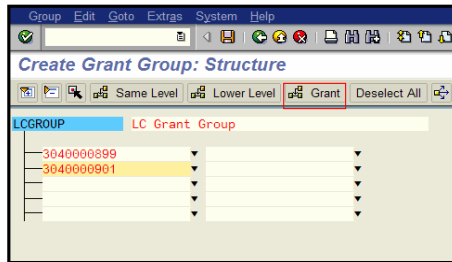 Group Edit Goto Extras System Help
Create Grant Group: Structure
Same Level Lower Level Grant Deselect All
LCGROUP LC Grant Group
3040000899
3040000901